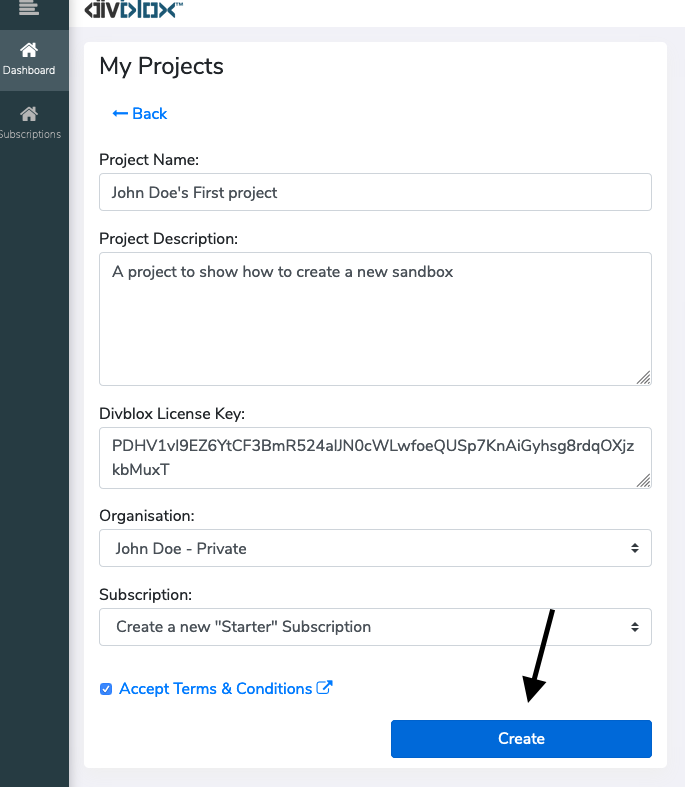 divblox™
Dashboard
Subscriptions
My Projects
Back
Project Name:
John Doe's First project
Project Description:
A project to show how to create a new sandbox
Divblox License Key:
PDHV1vI9EZ6YtCF3BmR524alJN0cWLwfoeQUSp7KnAiGyhsg8rdqOXjz
kbMuxT
Organisation:
John Doe - Private
Subscription:
Create a new "Starter" Subscription
Accept Terms & Conditions
Create